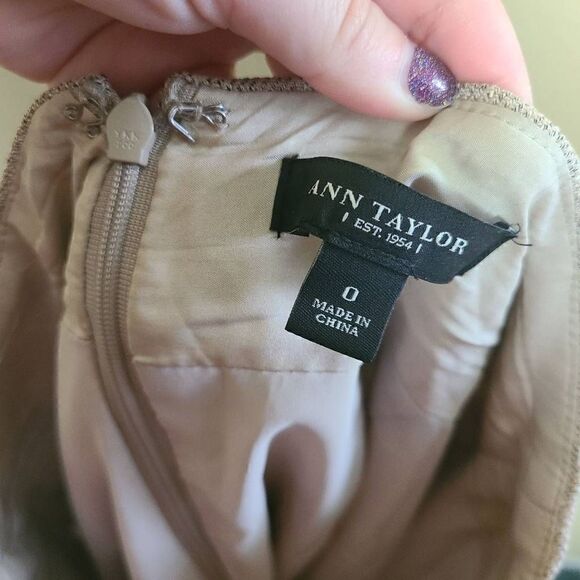 ANN TAYLOR
EST. 1954
0
MADE IN
CHINA